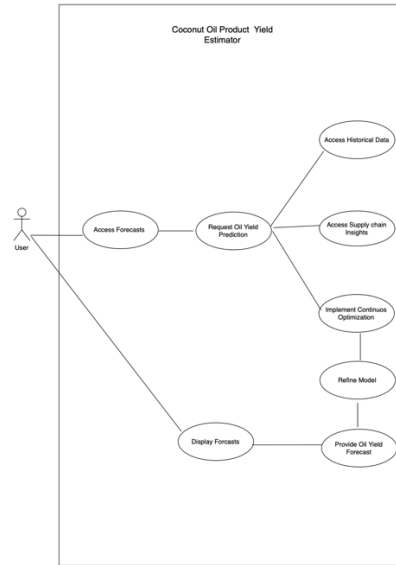 Coconut Oil Product Yield
Estimator
Access Historical Data
User
Access Forecasts
Request Oil Yield
Prediction
Access Supply chain
Insights
Implement Continuos
Optimization
Refine Model
Display Forcasts
Provide Oil Yield
Forecast